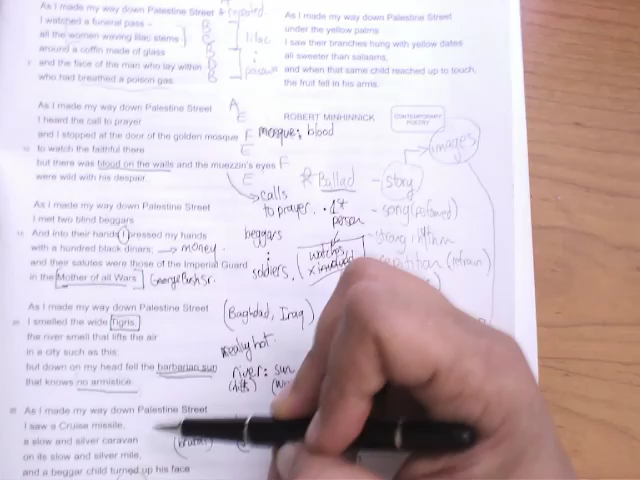 As I made my way down Palestine Street
I watched a funeral pass -
all the women waving lilac stems
around a coffin made of glass
and the face of the man who lay within
who had breathed a poison gas.
B
B
lilac
poison
As I made my way down Palestine Street
under the yellow palms
I saw their branches hung with yellow dates
all sweeter than salaams,
and when that same child reached up to touch,
the fruit fell in his arms.
ROBERT MINHINNICK
CONTEMPORARY
POETRY
images
As I made my way down Palestine Street A
I heard the call to prayer E
and I stopped at the door of the golden mosque F mosque; blood
to watch the faithful there E
but there was blood on the walls and the muezzin's eyes F
were wild with his despair. E
calls
to prayer.
* Ballad - story
• 1st
person
- song (performed)
- strong rhythm
repetition (refrain)
watches
x involved
As I made my way down Palestine Street
I met two blind beggars
And into their hands I pressed my hands
with a hundred black dinars; → money.
and their salutes were those of the Imperial Guard
in the Mother of all Wars George Bush Sr.
beggars
soldiers.
As I made my way down Palestine Street
I smelled the wide Tigris, (Baghdad, Iraq)
the river smell that lifts the air
in a city such as this;
but down on my head fell the barbarian sun
that knows no armistice.
really hot.
river: sun
(lifts)
As I made my way down Palestine Street
I saw a Cruise missile,
a slow and silver caravan
on its slow and silver mile,
and a beggar child turned up his face
(brutal)